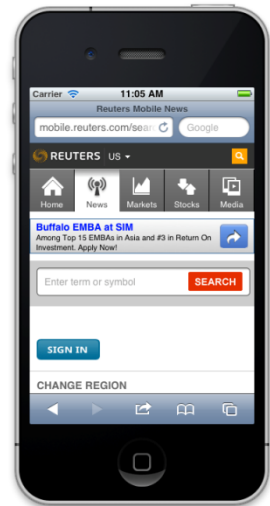 Carrier 11:05 AM
Reuters Mobile News
mobile.reuters.com/sear Google
REUTERS US
Home News Markets Stocks Media
Buffalo EMBA at SIM
Among Top 15 EMBAs in Asia and #3 in Return On
Investment. Apply Now!
Enter term or symbol SEARCH
SIGN IN
CHANGE REGION